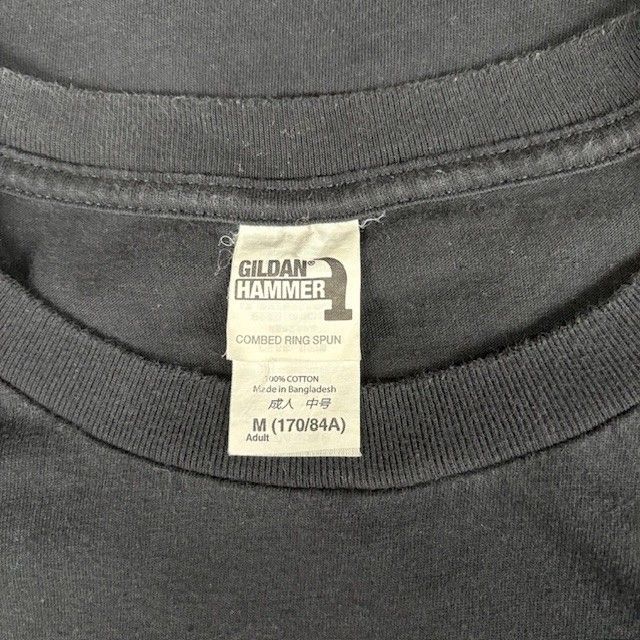 GILDAN®
HAMMER
COMBED RING SPUN
100% COTTON
Made in Bangladesh
成人 中号
M (170/84A)
Adult